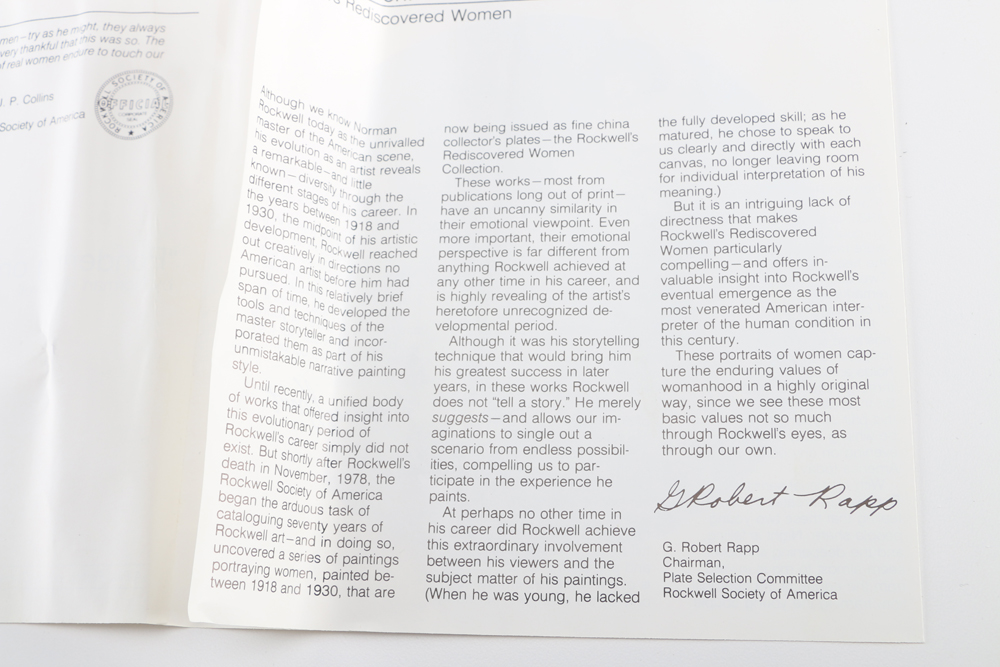 men—try as he might, they always
very thankful that this was so. The
of real women endure to touch our
I. P. Collins
Society of America
ROCKWELL SOCIETY OF AMERICA
OFFICIAL
SEAL
Rediscovered Women
Although we know Norman
Rockwell today as the unrivalled
master of the American scene,
his evolution as an artist reveals
a remarkable—and little
known—diversity through the
different stages of his career. In
the years between 1918 and
1930, the midpoint of his artistic
development, Rockwell reached
out creatively in directions no
American artist before him had
pursued. In this relatively brief
span of time, he developed the
tools and techniques of the
master storyteller and incor-
porated them as part of his
unmistakable narrative painting
style.
Until recently, a unified body
of works that offered insight into
this evolutionary period of
Rockwell's career simply did not
exist. But shortly after Rockwell's
death in November, 1978, the
Rockwell Society of America
began the arduous task of
cataloguing seventy years of
Rockwell art—and in doing so,
uncovered a series of paintings
portraying women, painted be-
tween 1918 and 1930, that are
now being issued as fine china
collector's plates—the Rockwell's
Rediscovered Women
Collection.
These works—most from
publications long out of print—
have an uncanny similarity in
their emotional viewpoint. Even
more important, their emotional
perspective is far different from
anything Rockwell achieved at
any other time in his career, and
is highly revealing of the artist's
heretofore unrecognized de-
velopmental period.
Although it was his storytelling
technique that would bring him
his greatest success in later
years, in these works Rockwell
does not "tell a story." He merely
suggests—and allows our im-
aginations to single out a
scenario from endless possibil-
ities, compelling us to par-
ticipate in the experience he
paints.
At perhaps no other time in
his career did Rockwell achieve
this extraordinary involvement
between his viewers and the
subject matter of his paintings.
(When he was young, he lacked
the fully developed skill; as he
matured, he chose to speak to
us clearly and directly with each
canvas, no longer leaving room
for individual interpretation of his
meaning.)
But it is an intriguing lack of
directness that makes
Rockwell's Rediscovered
Women particularly
compelling—and offers in-
valuable insight into Rockwell's
eventual emergence as the
most venerated American inter-
preter of the human condition in
this century.
These portraits of women cap-
ture the enduring values of
womanhood in a highly original
way, since we see these most
basic values not so much
through Rockwell's eyes, as
through our own.
G Robert Rapp
G. Robert Rapp
Chairman,
Plate Selection Committee
Rockwell Society of America